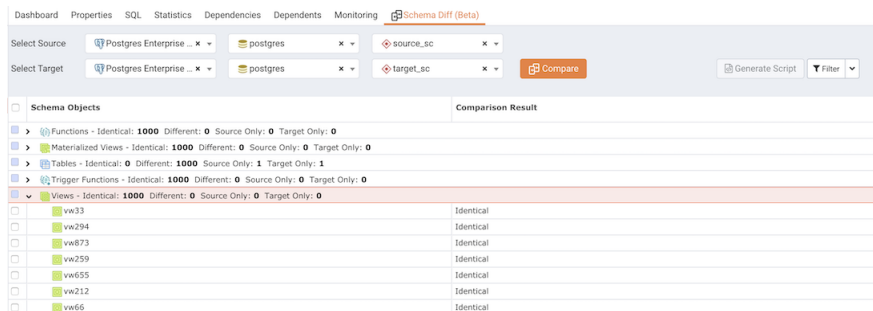 Dashboard Properties SQL Statistics Dependencies Dependents Monitoring Schema Diff (Beta)
Select Source Postgres Enterprise ... postgres source_sc
Select Target Postgres Enterprise ... postgres target_sc Compare Generate Script Filter
Schema Objects Comparison Result
Functions - Identical: 1000 Different: 0 Source Only: 0 Target Only: 0
Materialized Views - Identical: 1000 Different: 0 Source Only: 0 Target Only: 0
Tables - Identical: 0 Different: 1000 Source Only: 1 Target Only: 1
Trigger Functions - Identical: 1000 Different: 0 Source Only: 0 Target Only: 0
Views - Identical: 1000 Different: 0 Source Only: 0 Target Only: 0
vw33 Identical
vw294 Identical
vw873 Identical
vw259 Identical
vw655 Identical
vw212 Identical
vw66 Identical